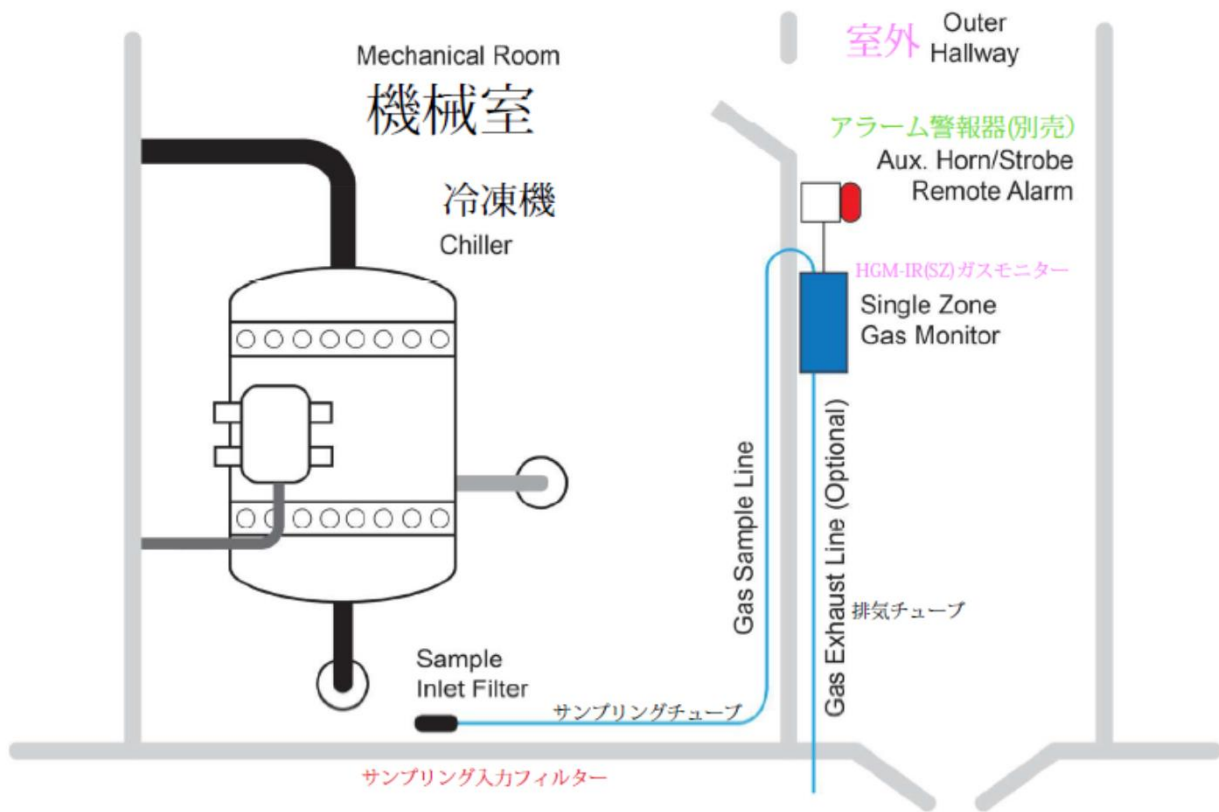 Mechanical Room
機械室
冷凍機
Chiller
室外
Outer
Hallway
アラーム警報器(別売)
Aux. Horn/Strobe
Remote Alarm
HGM-IR(SZ)ガスモニター
Single Zone
Gas Monitor
Gas Sample Line
Gas Exhaust Line (Optional)
排気チューブ
Sample
Inlet Filter
サンプリングチューブ
サンプリング入力フィルター